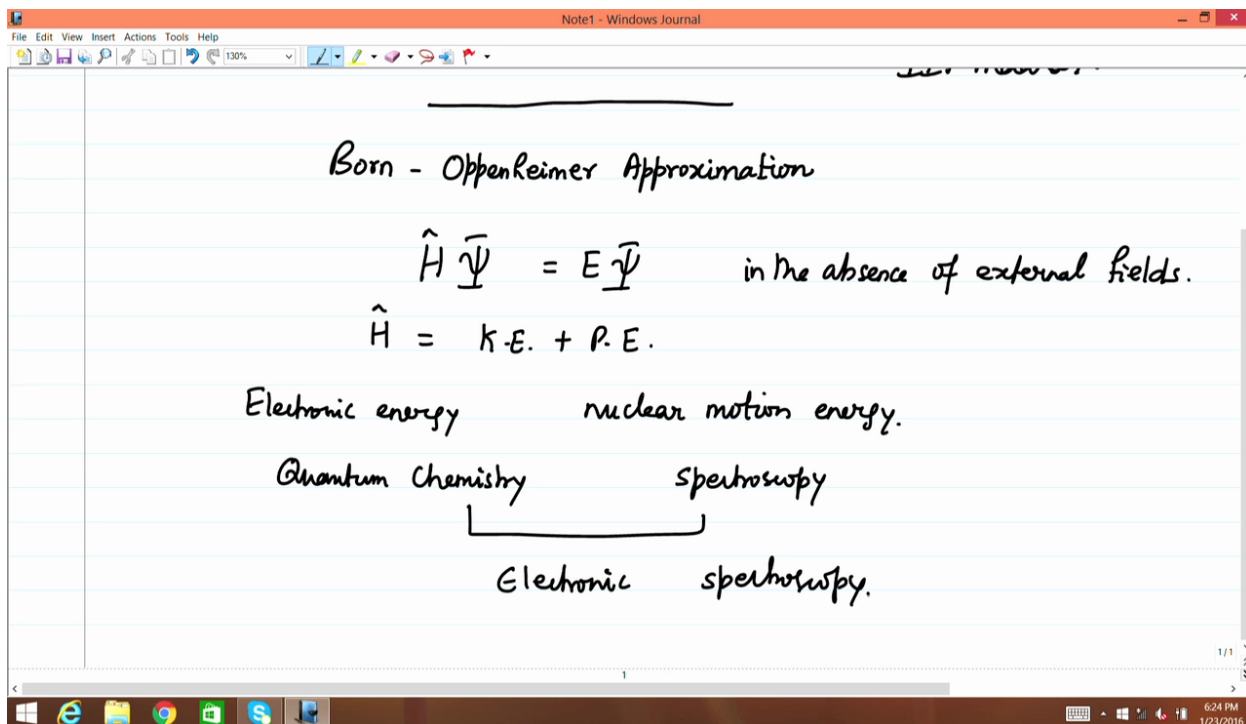 Note1 - Windows Journal
File Edit View Insert Actions Tools Help
130%
Born - Oppenheimer Approximation
Ĥ Ψ = E Ψ in the absence of external fields.
Ĥ = K.E. + P.E.
Electronic energy nuclear motion energy.
Quantum Chemistry Spectroscopy
Electronic spectroscopy.
1/1
1
6:24 PM
1/23/2016